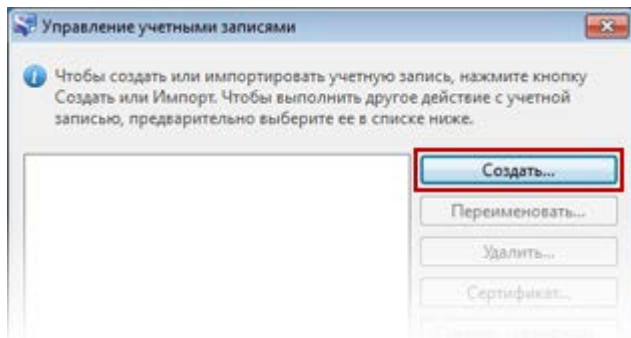 Управление учетными записями
Чтобы создать или импортировать учетную запись, нажмите кнопку
Создать или Импорт. Чтобы выполнить другое действие с учетной
записью, предварительно выберите ее в списке ниже.
Создать...
Переименовать...
Удалить...
Сертификат...